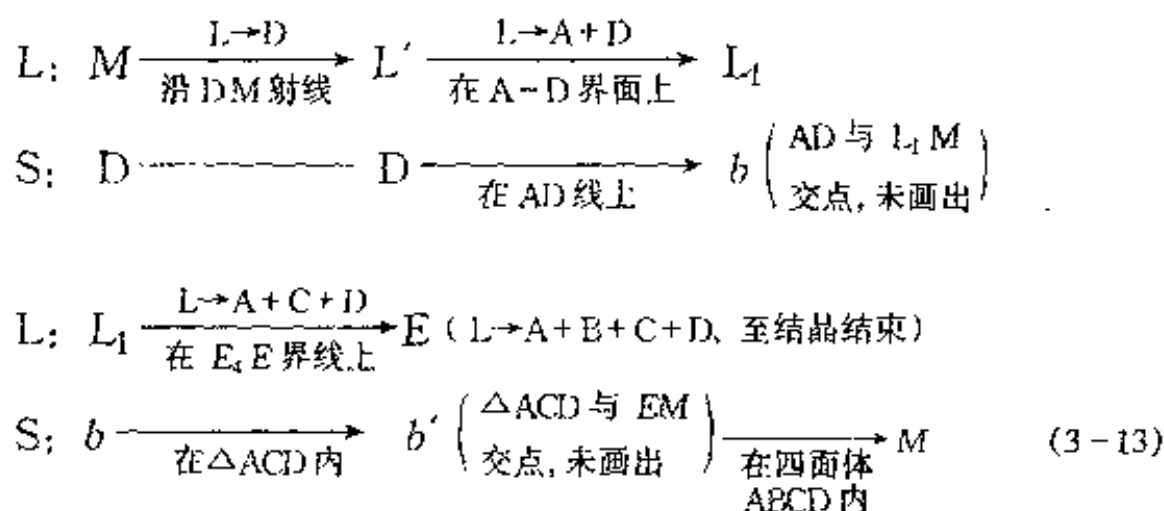 L: M L→D 沿DM射线 L′ L→A+D 在A-D界面上 L₁
S: D D 在AD线上 b (AD与L₁M交点,未画出)
L: L₁ L→A+C+D 在E₄E界线上 E (L→A+B+C+D、至结晶结束)
S: b 在△ACD内 b′ (△ACD与EM交点,未画出) 在四面体ABCD内 M (3-13)